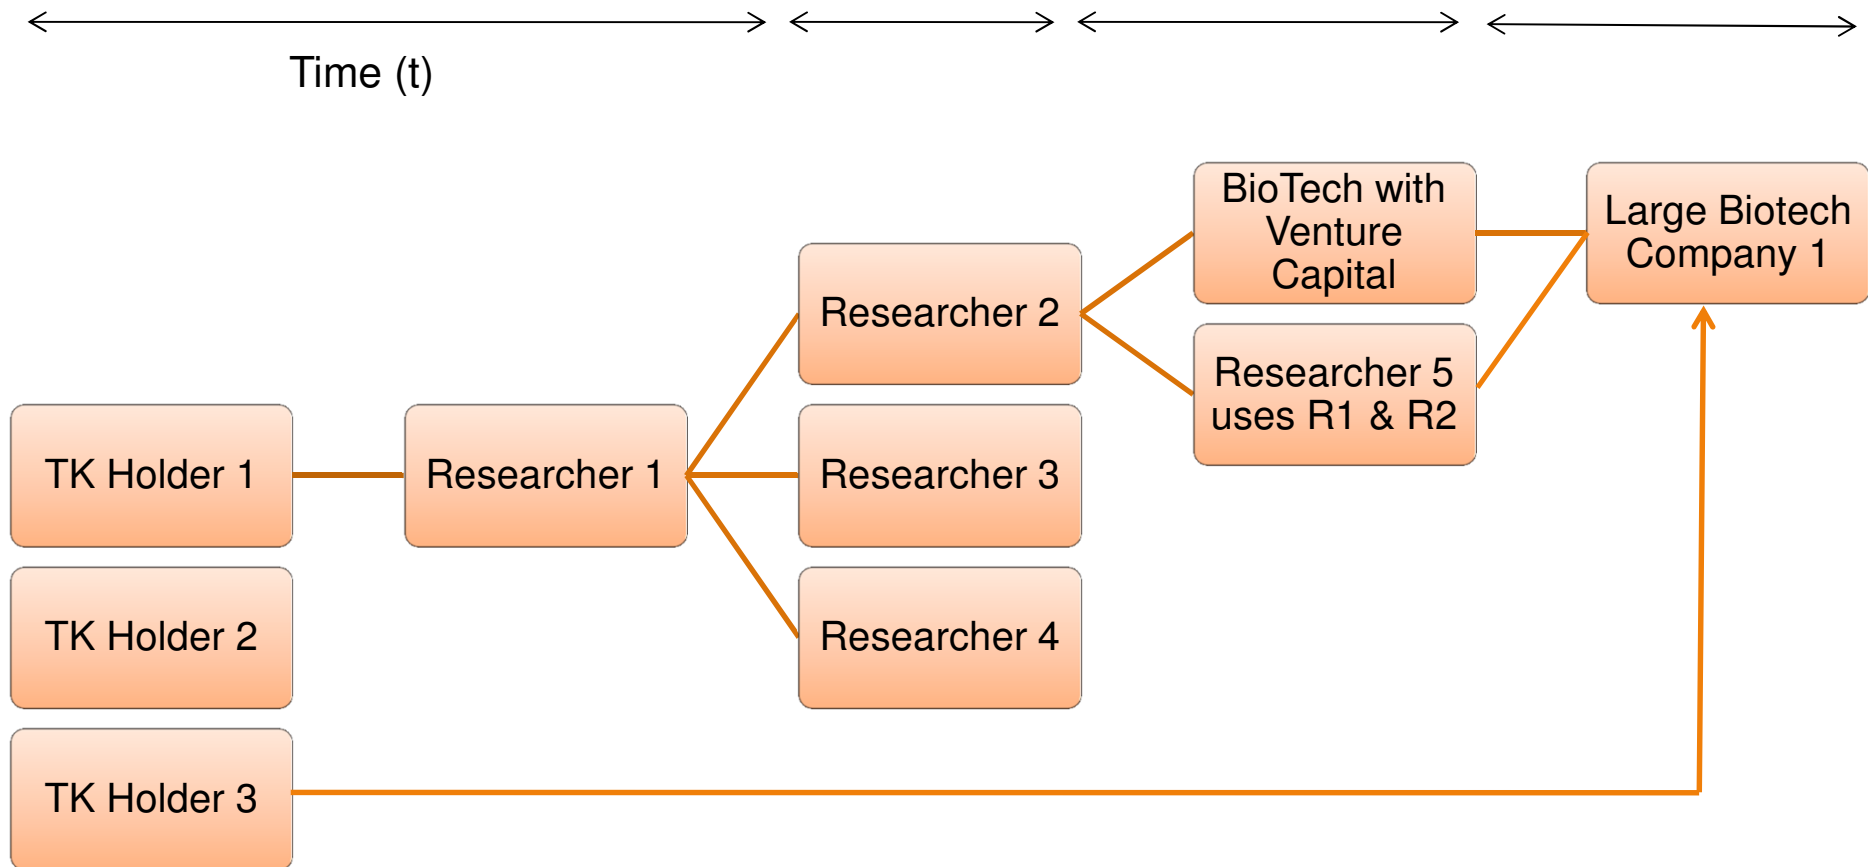 Time (t)
BioTech with
Venture
Capital
Large Biotech
Company 1
Researcher 2
Researcher 5
uses R1 & R2
TK Holder 1
Researcher 1
Researcher 3
TK Holder 2
Researcher 4
TK Holder 3